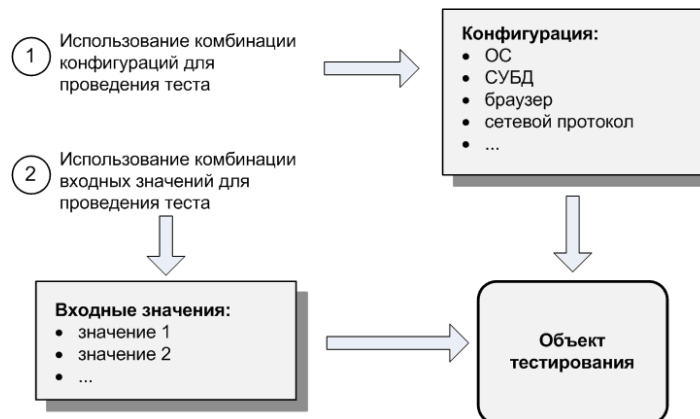 1
Использование комбинации
конфигураций для
проведения теста
Конфигурация:
• ОС
• СУБД
• браузер
• сетевой протокол
• ...
2
Использование комбинации
входных значений для
проведения теста
Входные значения:
• значение 1
• значение 2
• ...
Объект
тестирования